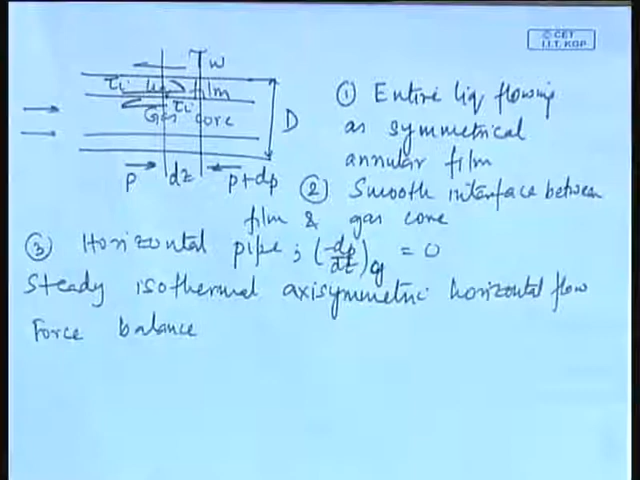 © CET
I.I.T. KGP
τw
τi liq film
Gas τi core
D
p dz p+dp
① Entire liq flowing
as symmetrical
annular film
② Smooth interface between
film & gas core
③ Horizontal pipe ; (-dp/dz)g = 0
Steady isothermal axisymmetric horizontal flow
Force balance